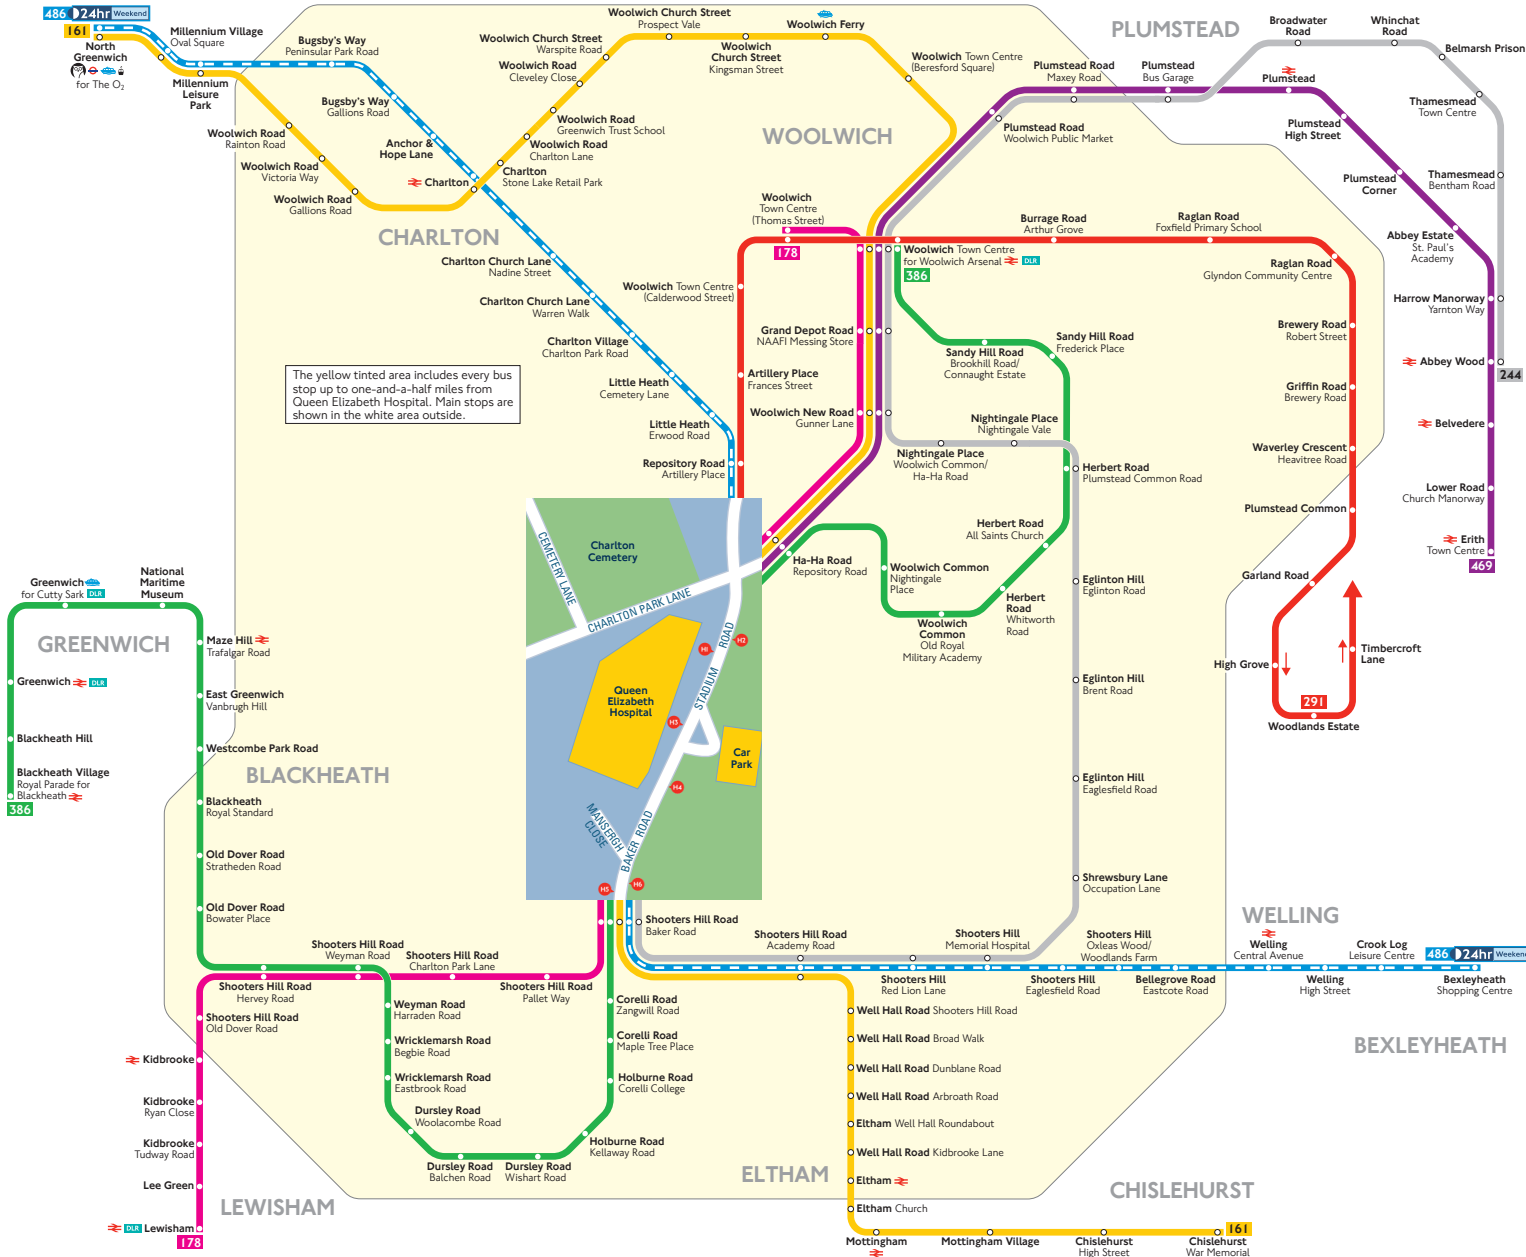 486 24hr Weekend
161
North
Greenwich
for The O2
Millennium Village
Oval Square
Millennium
Leisure
Park
Bugsby's Way
Peninsular Park Road
Bugsby's Way
Gallions Road
Anchor &
Hope Lane
Charlton
Woolwich Road
Rainton Road
Woolwich Road
Victoria Way
Woolwich Road
Gallions Road
Charlton
Stone Lake Retail Park
Woolwich Road
Charlton Lane
Woolwich Road
Greenwich Trust School
Woolwich Road
Cleveley Close
Woolwich Church Street
Warspite Road
Woolwich Church Street
Prospect Vale
Woolwich
Church Street
Kingsman Street
Woolwich Ferry
Woolwich Town Centre
(Beresford Square)
PLUMSTEAD
Plumstead Road
Maxey Road
Plumstead
Bus Garage
Plumstead Road
Woolwich Public Market
Broadwater
Road
Whinchat
Road
Belmarsh Prison
Plumstead
Thamesmead
Town Centre
Plumstead
High Street
Thamesmead
Bentham Road
Plumstead
Corner
Abbey Estate
St. Paul's
Academy
Harrow Manorway
Yarnton Way
Abbey Wood
244
Belvedere
Lower Road
Church Manorway
Erith
Town Centre
469
WOOLWICH
CHARLTON
Woolwich
Town Centre
(Thomas Street)
178
Woolwich Town Centre
for Woolwich Arsenal DLR
386
Burrage Road
Arthur Grove
Raglan Road
Foxfield Primary School
Raglan Road
Glyndon Community Centre
Brewery Road
Robert Street
Griffin Road
Brewery Road
Waverley Crescent
Heavitree Road
Plumstead Common
Garland Road
High Grove
Timbercroft
Lane
291
Woodlands Estate
Charlton Church Lane
Nadine Street
Charlton Church Lane
Warren Walk
Charlton Village
Charlton Park Road
Little Heath
Cemetery Lane
Little Heath
Erwood Road
Repository Road
Artillery Place
Woolwich Town Centre
(Calderwood Street)
Artillery Place
Frances Street
Grand Depot Road
NAAFI Messing Store
Woolwich New Road
Gunner Lane
Sandy Hill Road
Brookhill Road/
Connaught Estate
Sandy Hill Road
Frederick Place
Nightingale Place
Nightingale Vale
Nightingale Place
Woolwich Common/
Ha-Ha Road
Herbert Road
Plumstead Common Road
Herbert Road
All Saints Church
Herbert
Road
Whitworth
Road
Ha-Ha Road
Repository Road
Woolwich Common
Nightingale
Place
Woolwich
Common
Old Royal
Military Academy
Eglinton Hill
Eglinton Road
Eglinton Hill
Brent Road
Eglinton Hill
Eaglesfield Road
Shrewsbury Lane
Occupation Lane
The yellow tinted area includes every bus
stop up to one-and-a-half miles from
Queen Elizabeth Hospital. Main stops are
shown in the white area outside.
Charlton
Cemetery
CEMETERY LANE
CHARLTON PARK LANE
STADIUM ROAD
H1
H2
H3
H4
H5
H6
Queen
Elizabeth
Hospital
Car
Park
MANSERGH
CLOSE
BAKER ROAD
Greenwich
for Cutty Sark DLR
National
Maritime
Museum
GREENWICH
Maze Hill
Trafalgar Road
Greenwich DLR
East Greenwich
Vanbrugh Hill
Blackheath Hill
Westcombe Park Road
Blackheath Village
Royal Parade for
Blackheath
386
BLACKHEATH
Blackheath
Royal Standard
Old Dover Road
Stratheden Road
Old Dover Road
Bowater Place
Shooters Hill Road
Weyman Road
Shooters Hill Road
Charlton Park Lane
Shooters Hill Road
Hervey Road
Shooters Hill Road
Pallet Way
Shooters Hill Road
Old Dover Road
Kidbrooke
Kidbrooke
Ryan Close
Kidbrooke
Tudway Road
Lee Green
DLR Lewisham
178
LEWISHAM
Weyman Road
Harraden Road
Wricklemarsh Road
Begbie Road
Wricklemarsh Road
Eastbrook Road
Dursley Road
Woolacombe Road
Dursley Road
Balchen Road
Dursley Road
Wishart Road
Holburne Road
Kellaway Road
Holburne Road
Corelli College
Corelli Road
Maple Tree Place
Corelli Road
Zangwill Road
Shooters Hill Road
Baker Road
Shooters Hill Road
Academy Road
Shooters Hill
Memorial Hospital
Shooters Hill
Oxleas Wood/
Woodlands Farm
Shooters Hill
Red Lion Lane
Shooters Hill
Eaglesfield Road
Bellegrove Road
Eastcote Road
WELLING
Welling
Central Avenue
Crook Log
Leisure Centre
486 24hr Weekend
Welling
High Street
Bexleyheath
Shopping Centre
BEXLEYHEATH
Well Hall Road Shooters Hill Road
Well Hall Road Broad Walk
Well Hall Road Dunblane Road
Well Hall Road Arbroath Road
Eltham Well Hall Roundabout
Well Hall Road Kidbrooke Lane
Eltham
Eltham Church
ELTHAM
CHISLEHURST
161
Mottingham
Mottingham Village
Chislehurst
High Street
Chislehurst
War Memorial